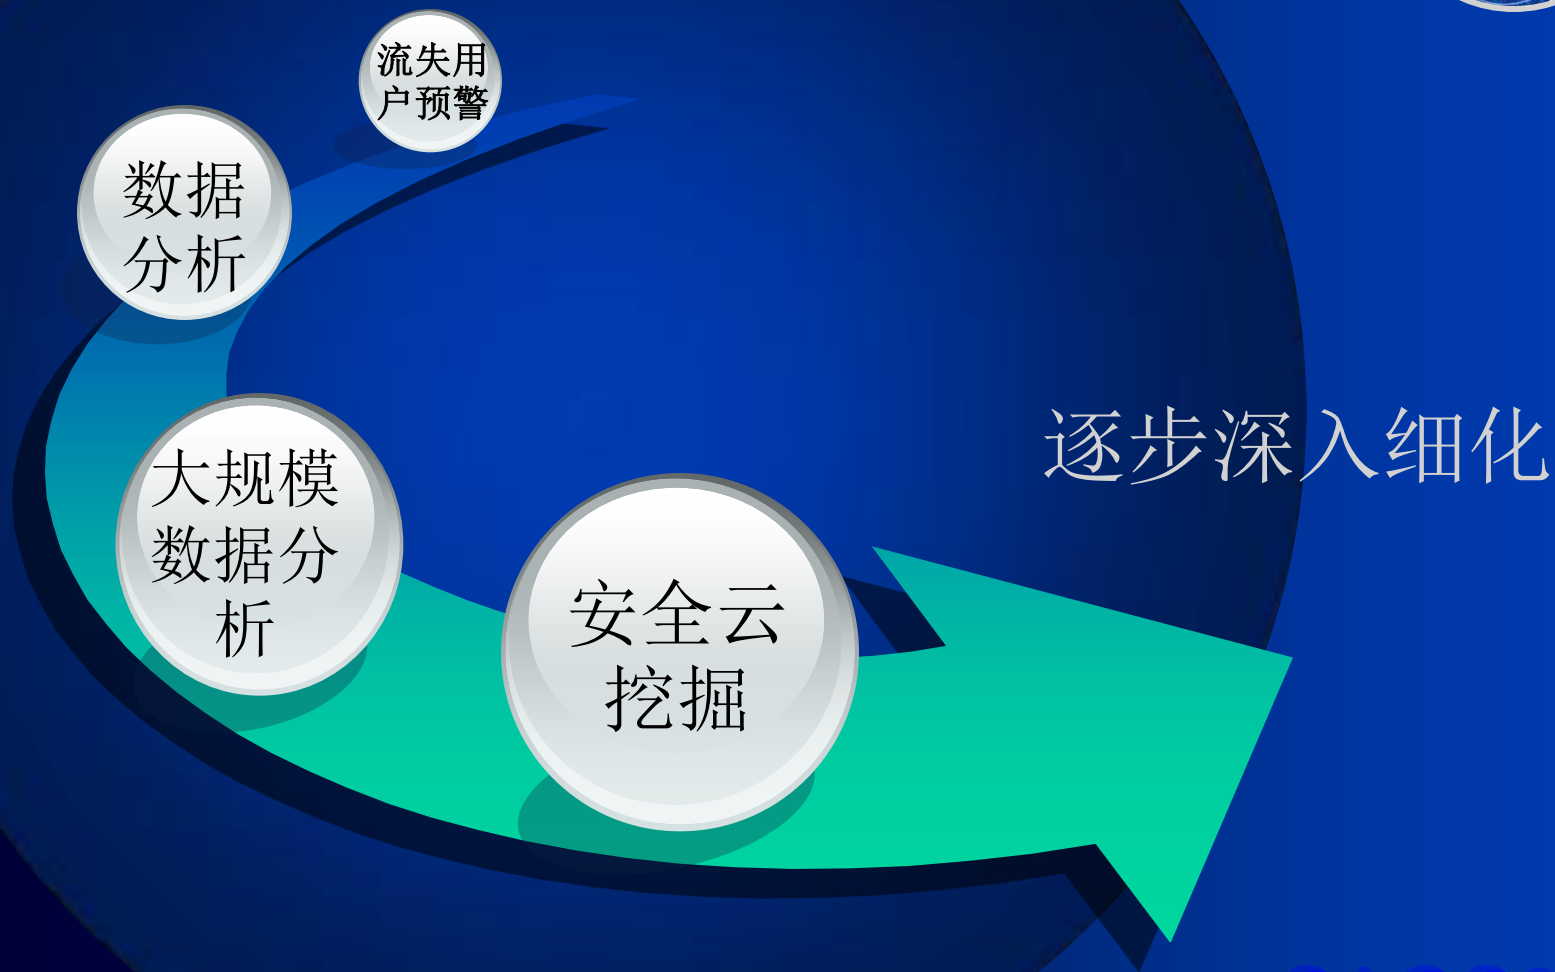 流失用
户预警
数据
分析
大规模
数据分
析
安全云
挖掘
逐步深入细化